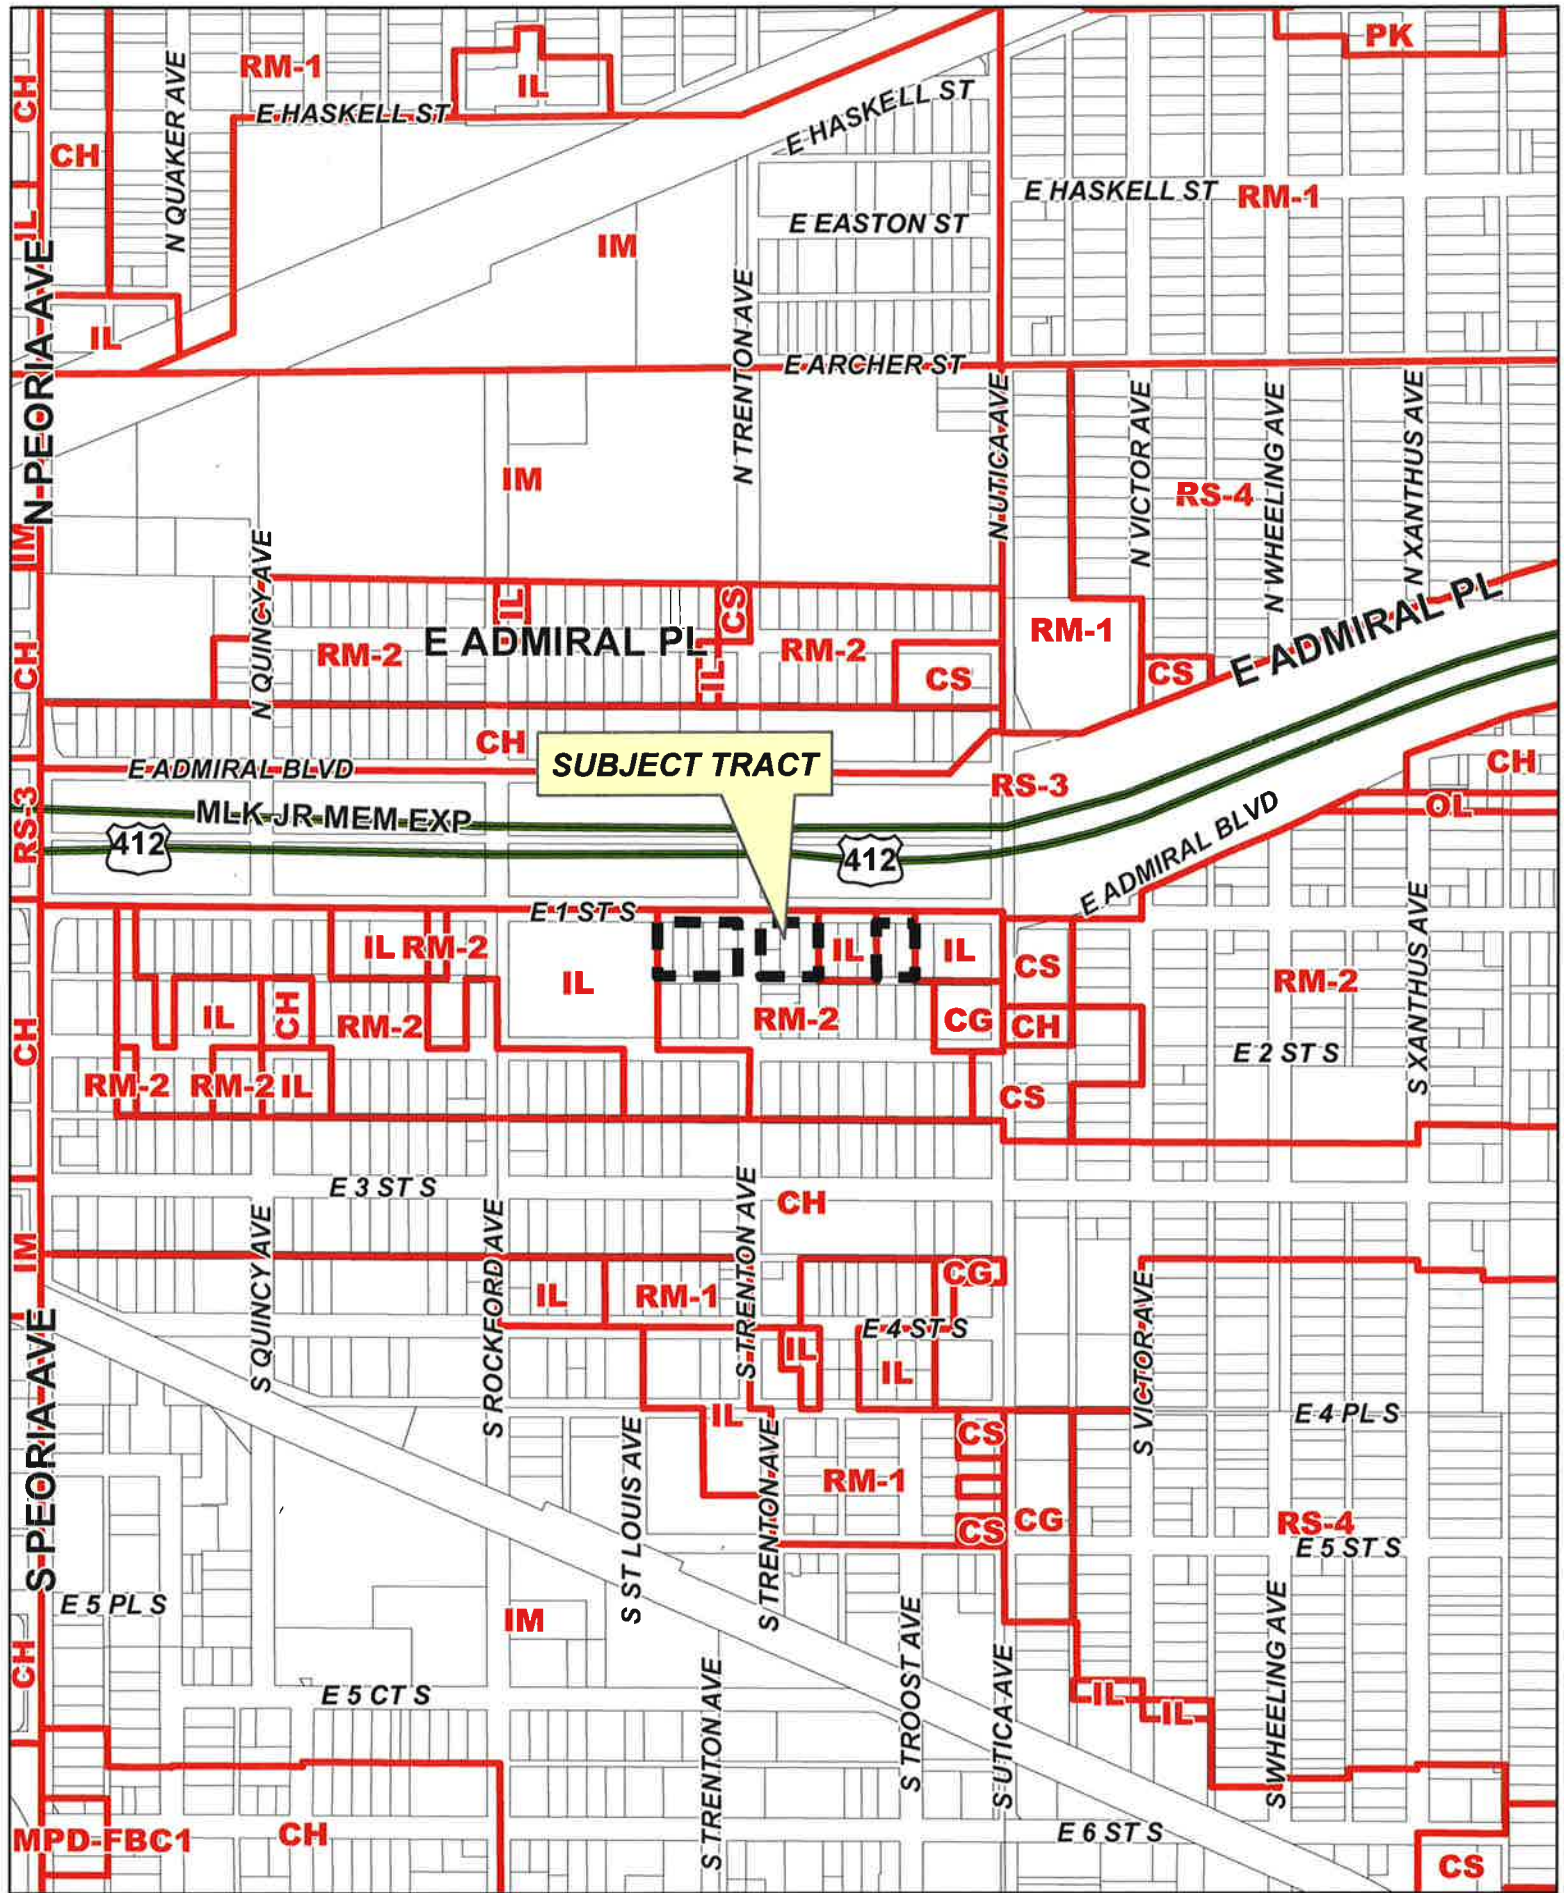 PK
RM-1
CH
IL
E HASKELL ST
E HASKELL ST
N QUAKER AVE
CH
E HASKELL ST
RM-1
IL
E EASTON ST
IM
N PEORIA AVE
IL
N TRENTON AVE
E ARCHER ST
N UTICA AVE
N VICTOR AVE
N WHEELING AVE
N XANTHUS AVE
IM
RS-4
IM
N QUINCY AVE
IL
CS
CH
RM-2
E ADMIRAL PL
IL
RM-2
CS
RM-1
CS
E ADMIRAL PL
CH
SUBJECT TRACT
E ADMIRAL BLVD
RS-3
CH
OL
RS-3
MLK JR MEM EXP
412
412
E ADMIRAL BLVD
E 1 ST S
IL
RM-2
IL
IL
IL
CS
RM-2
S XANTHUS AVE
CH
IL
CH
RM-2
RM-2
CG
CH
E 2 ST S
RM-2
RM-2
IL
CS
E 3 ST S
CH
IM
S QUINCY AVE
S ROCKFORD AVE
S TRENTON AVE
IL
RM-1
CG
E 4 ST S
IL
IL
S VICTOR AVE
S PEORIA AVE
IL
E 4 PL S
CS
S ST LOUIS AVE
S TRENTON AVE
RM-1
CS
CG
RS-4
E 5 ST S
E 5 PL S
IM
CH
S TRENTON AVE
S TROOST AVE
S UTICA AVE
S WHEELING AVE
E 5 CT S
IL
IL
MPD-FBC1
CH
E 6 ST S
CS